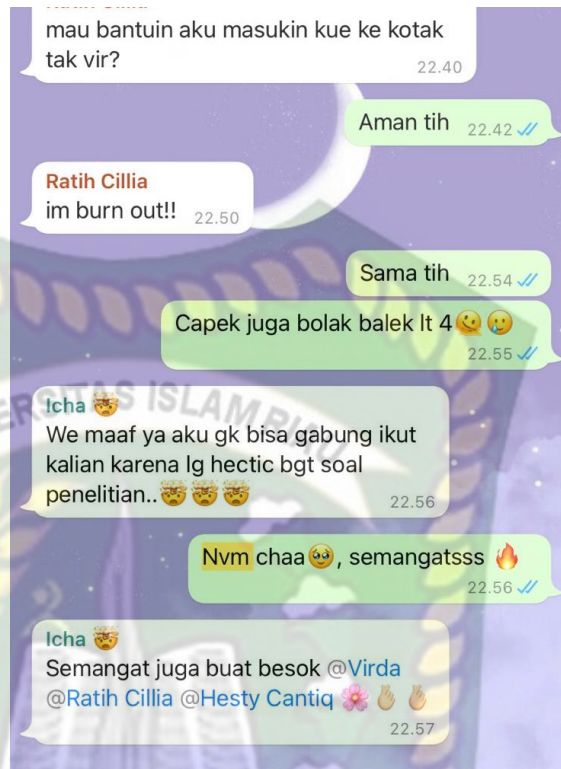 mau bantuin aku masukin kue ke kotak
tak vir?
22.40
Aman tih 22.42
Ratih Cillia
im burn out!! 22.50
Sama tih 22.54
Capek juga bolak balek lt 4🫠🥲
22.55
Icha 🤯
We maaf ya aku gk bisa gabung ikut
kalian karena lg hectic bgt soal
penelitian..🤯🤯🤯
22.56
Nvm chaa🥹, semangatsss 🔥
22.56
Icha 🤯
Semangat juga buat besok @Virda
@Ratih Cillia @Hesty Cantiq 🌸🫰🏼🫰🏼
22.57